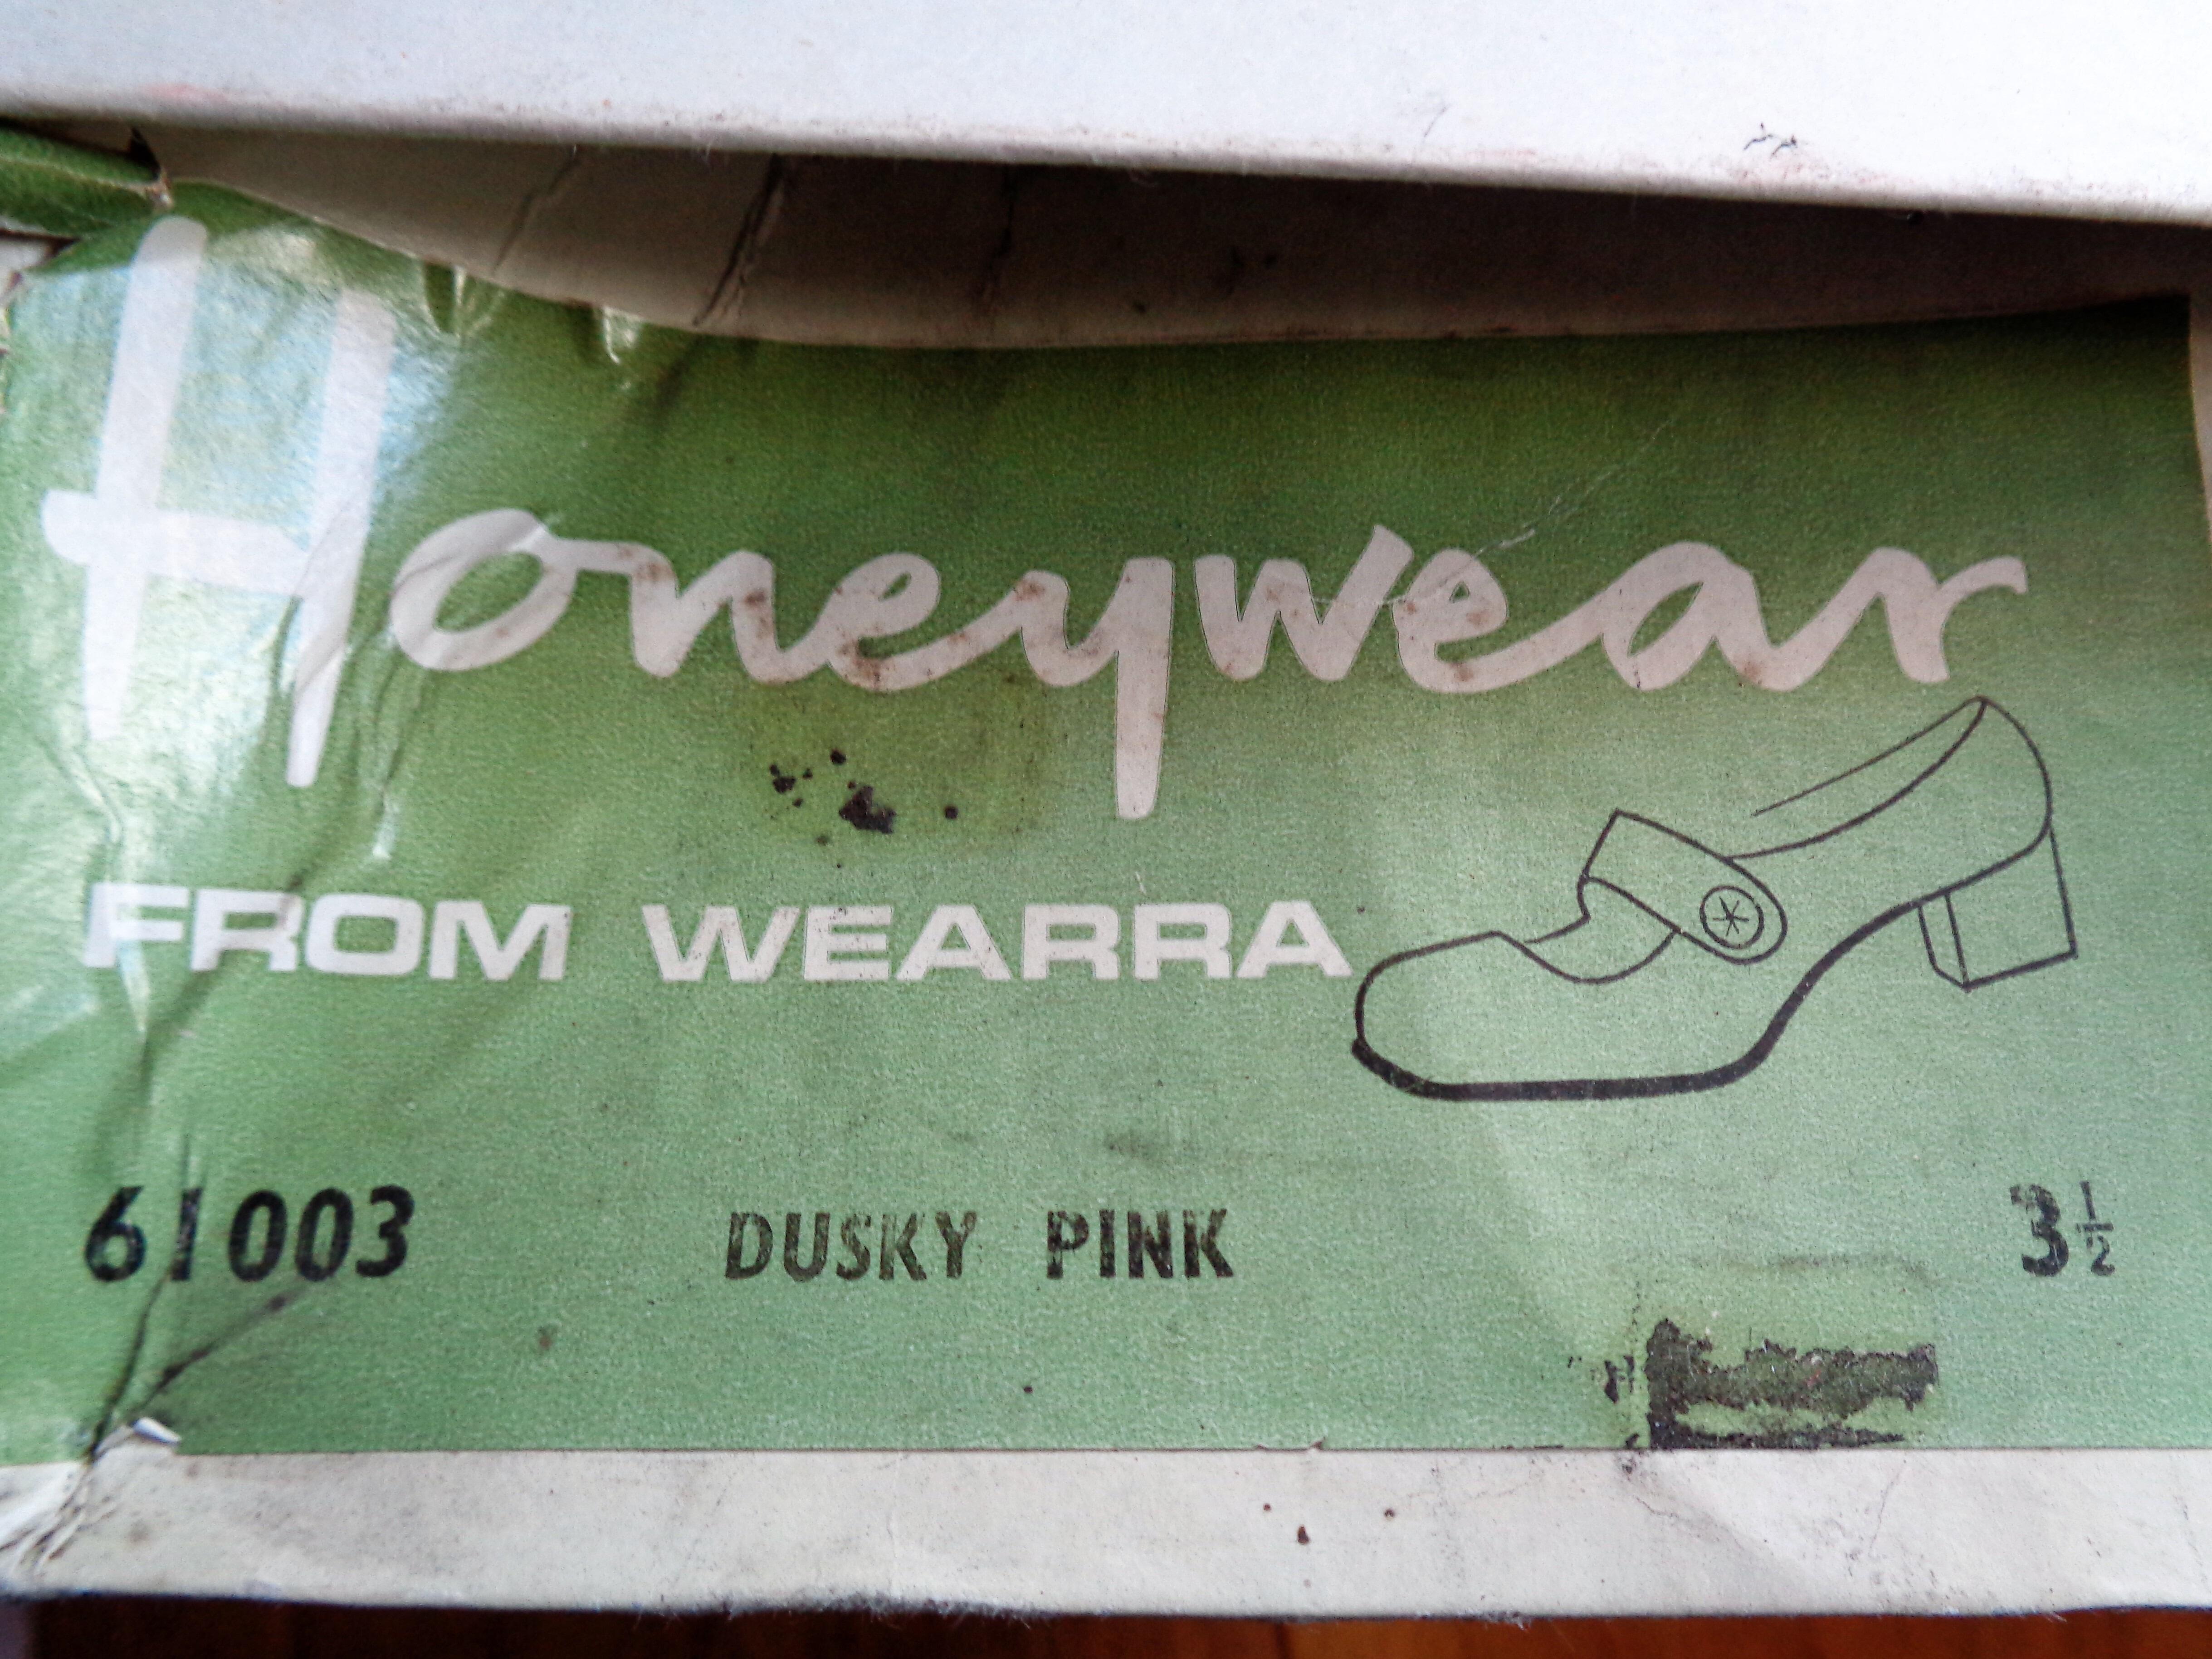 Honeywear
FROM WEARRA
61003 DUSKY PINK 3½